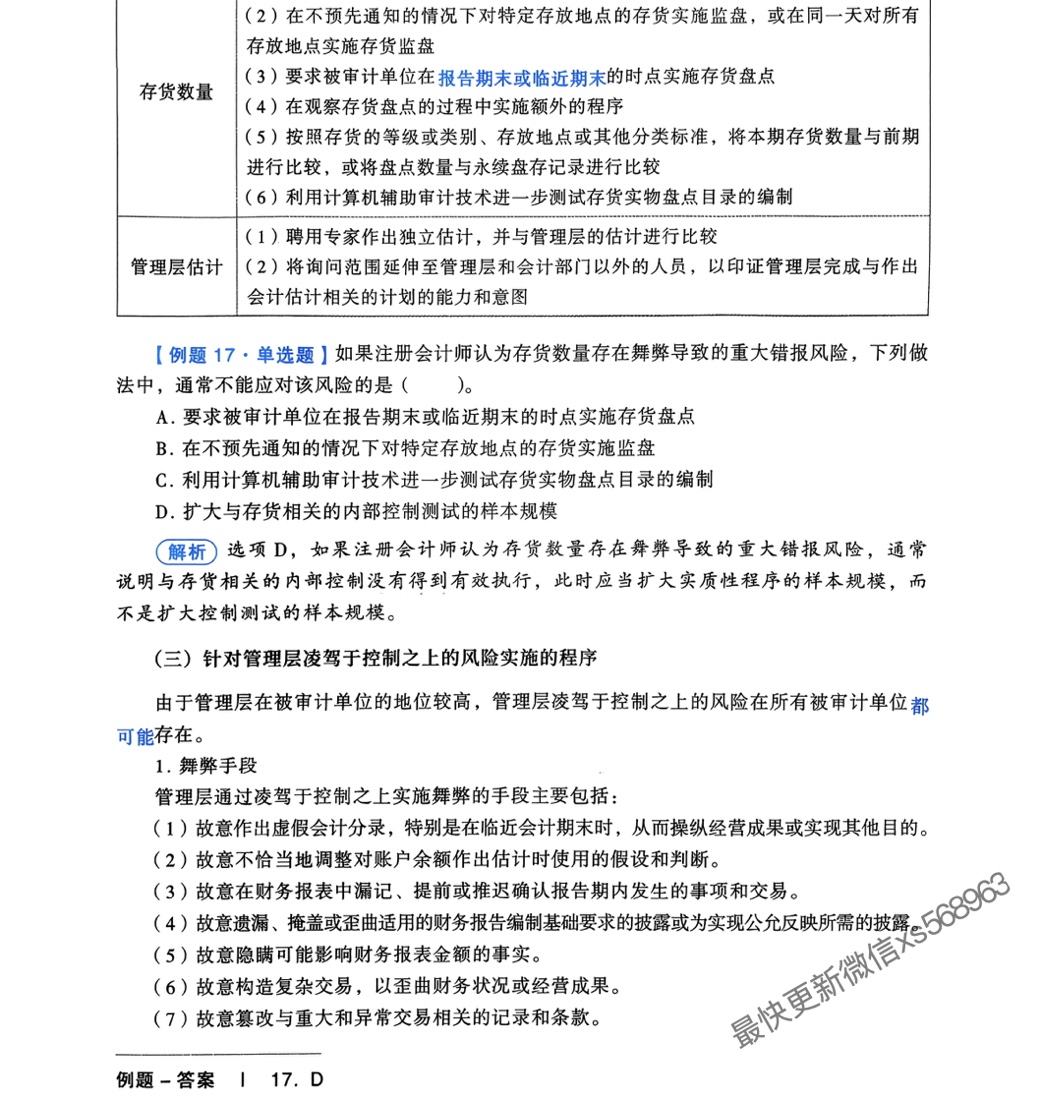 (2)在不预先通知的情况下对特定存放地点的存货实施监盘，或在同一天对所有
存放地点实施存货监盘
存货数量
(3)要求被审计单位在报告期末或临近期末的时点实施存货盘点
(4)在观察存货盘点的过程中实施额外的程序
(5)按照存货的等级或类别、存放地点或其他分类标准，将本期存货数量与前期
进行比较，或将盘点数量与永续盘存记录进行比较
(6)利用计算机辅助审计技术进一步测试存货实物盘点目录的编制
管理层估计
(1)聘用专家作出独立估计，并与管理层的估计进行比较
(2)将询问范围延伸至管理层和会计部门以外的人员，以印证管理层完成与作出
会计估计相关的计划的能力和意图
【例题 17·单选题】如果注册会计师认为存货数量存在舞弊导致的重大错报风险，下列做
法中，通常不能应对该风险的是(　　)。
A. 要求被审计单位在报告期末或临近期末的时点实施存货盘点
B. 在不预先通知的情况下对特定存放地点的存货实施监盘
C. 利用计算机辅助审计技术进一步测试存货实物盘点目录的编制
D. 扩大与存货相关的内部控制测试的样本规模
解析 选项 D，如果注册会计师认为存货数量存在舞弊导致的重大错报风险，通常
说明与存货相关的内部控制没有得到有效执行，此时应当扩大实质性程序的样本规模，而
不是扩大控制测试的样本规模。
(三)针对管理层凌驾于控制之上的风险实施的程序
由于管理层在被审计单位的地位较高，管理层凌驾于控制之上的风险在所有被审计单位都
可能存在。
1. 舞弊手段
管理层通过凌驾于控制之上实施舞弊的手段主要包括：
(1)故意作出虚假会计分录，特别是在临近会计期末时，从而操纵经营成果或实现其他目的。
(2)故意不恰当地调整对账户余额作出估计时使用的假设和判断。
(3)故意在财务报表中漏记、提前或推迟确认报告期内发生的事项和交易。
(4)故意遗漏、掩盖或歪曲适用的财务报告编制基础要求的披露或为实现公允反映所需的披露。
(5)故意隐瞒可能影响财务报表金额的事实。
(6)故意构造复杂交易，以歪曲财务状况或经营成果。
(7)故意篡改与重大和异常交易相关的记录和条款。
最快更新微信xs568963
例题－答案 | 17. D